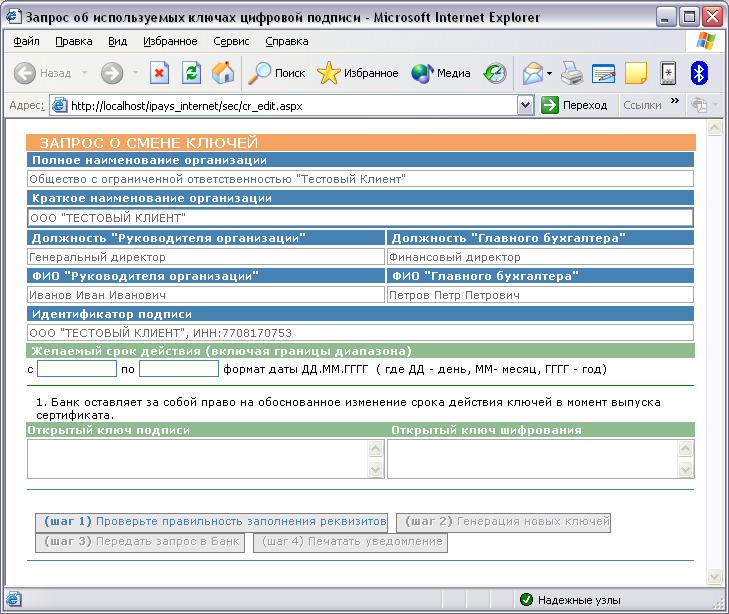 Запрос об используемых ключах цифровой подписи - Microsoft Internet Explorer
Файл Правка Вид Избранное Сервис Справка
Назад Поиск Избранное Медиа
Адрес: http://localhost/ipays_internet/sec/cr_edit.aspx Переход Ссылки »
ЗАПРОС О СМЕНЕ КЛЮЧЕЙ
Полное наименование организации
Общество с ограниченной ответственностью "Тестовый Клиент"
Краткое наименование организации
ООО "ТЕСТОВЫЙ КЛИЕНТ"
Должность "Руководителя организации" Должность "Главного бухгалтера"
Генеральный директор Финансовый директор
ФИО "Руководителя организации" ФИО "Главного бухгалтера"
Иванов Иван Иванович Петров Петр Петрович
Идентификатор подписи
ООО "ТЕСТОВЫЙ КЛИЕНТ", ИНН:7708170753
Желаемый срок действия (включая границы диапазона)
с по формат даты ДД.ММ.ГГГГ ( где ДД - день, ММ- месяц, ГГГГ - год)
1. Банк оставляет за собой право на обоснованное изменение срока действия ключей в момент выпуска
сертификата.
Открытый ключ подписи Открытый ключ шифрования
(шаг 1) Проверьте правильность заполнения реквизитов (шаг 2) Генерация новых ключей
(шаг 3) Передать запрос в Банк (шаг 4) Печатать уведомление
Надежные узлы